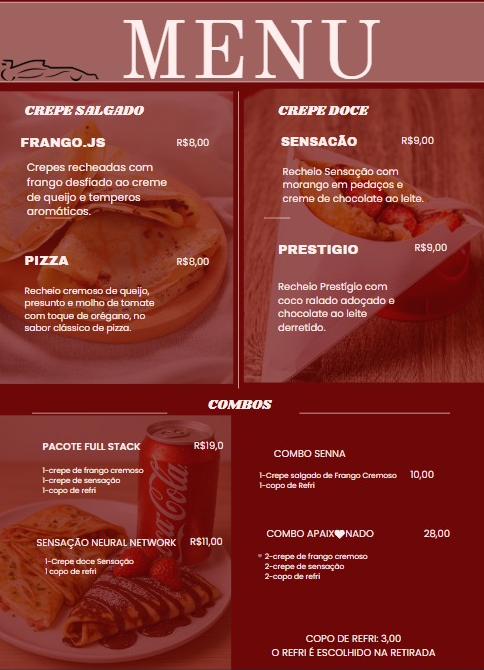 MENU
CREPE SALGADO
FRANGO.JS R$8,00
Crepes recheadas com
frango desfiado ao creme
de queijo e temperos
aromáticos.
PIZZA R$8,00
Recheio cremoso de queijo,
presunto e molho de tomate
com toque de orégano, no
sabor clássico de pizza.
CREPE DOCE
SENSACÃO R$9,00
Recheio Sensação com
morango em pedaços e
creme de chocolate ao leite.
PRESTIGIO R$9,00
Recheio Prestígio com
coco ralado adoçado e
chocolate ao leite
derretido.
COMBOS
PACOTE FULL STACK R$19,0
1-crepe de frango cremoso
1-crepe de sensação
1-copo de refri
SENSAÇÃO NEURAL NETWORK R$11,00
1-Crepe doce Sensação
1 copo refri
Coca-Cola
COMBO SENNA
1-Crepe salgado de Frango Cremoso 10,00
1-copo de Refri
COMBO APAIX♥NADO 28,00
2-crepe de frango cremoso
2-crepe de sensação
2-copo de refri
COPO DE REFRI: 3,00
O REFRI É ESCOLHIDO NA RETIRADA